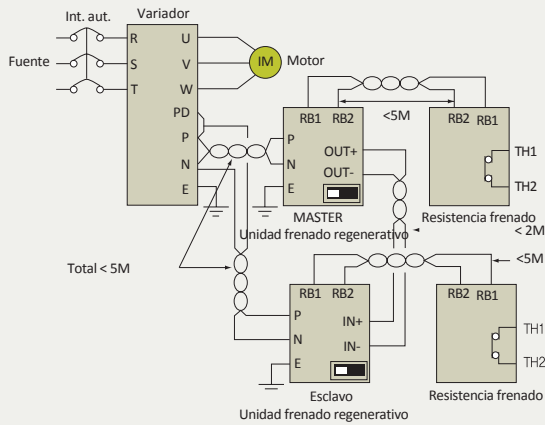 Int. aut.
Variador
Fuente
R
S
T
U
V
W
PD
P
N
E
IM
Motor
RB1
RB2
<5M
RB2
RB1
P
N
E
OUT+
OUT-
TH1
TH2
MASTER
Unidad frenado regenerativo
Resistencia frenado
< 2M
Total < 5M
<5M
RB1
RB2
RB2
RB1
P
N
E
IN+
IN-
TH1
TH2
Esclavo
Unidad frenado regenerativo
Resistencia frenado